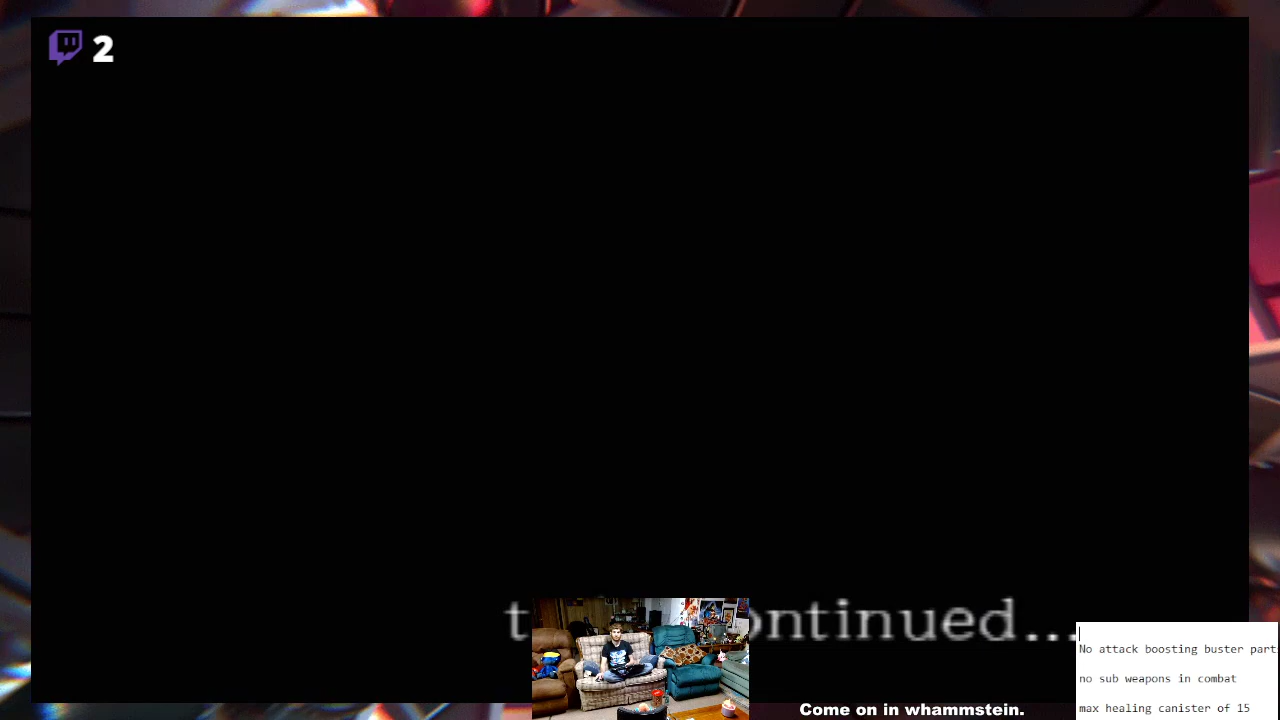 2
t ontinued...
No attack boosting buster part
no sub weapons in combat
max healing canister of 15
Come on in whammstein.